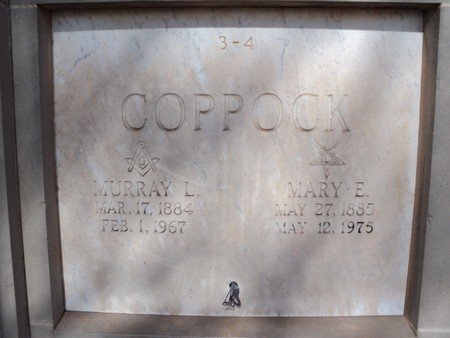 3-4
COPPOCK
G
MURRAY L. MARY E.
MAR. 17, 1884 MAY 27, 1885
FEB. 1, 1967 MAY 12, 1975